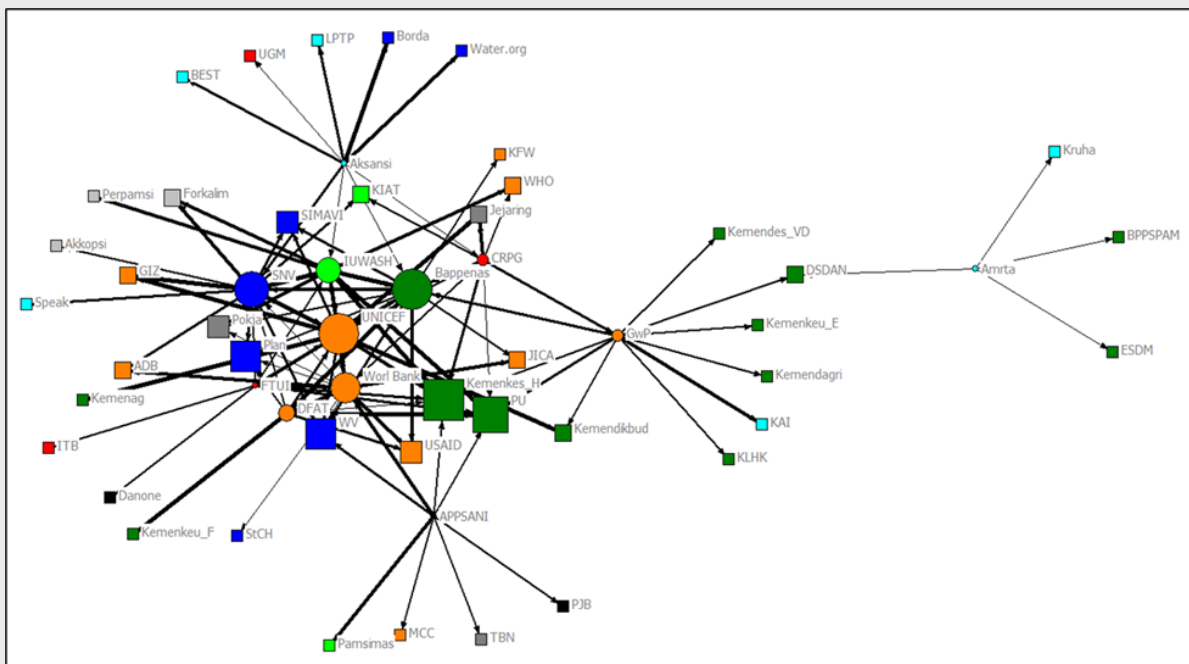 LPTP
Borda
UGM
Water.org
BEST
Kruha
KFW
Aksansi
WHO
KIAT
Perpamsi
Forkalim
Jejaring
SIMAVI
Kemendes_VD
BPPSPAM
Akkopsi
IUWASH
CRPG
GIZ
SNV
Bappenas
DSDAN
Amrta
Speak
UNICEF
Kemenkeu_E
Pokja
GwP
Plan
JICA
ESDM
ADB
Worl Bank
Kemenkes_H
Kemendagri
FTUI
Kemenag
DFAT
PU
WV
Kemendikbud
KAI
ITB
USAID
KLHK
Danone
APPSANI
Kemenkeu_F
StCH
PJB
Pamsimas
MCC
TBN